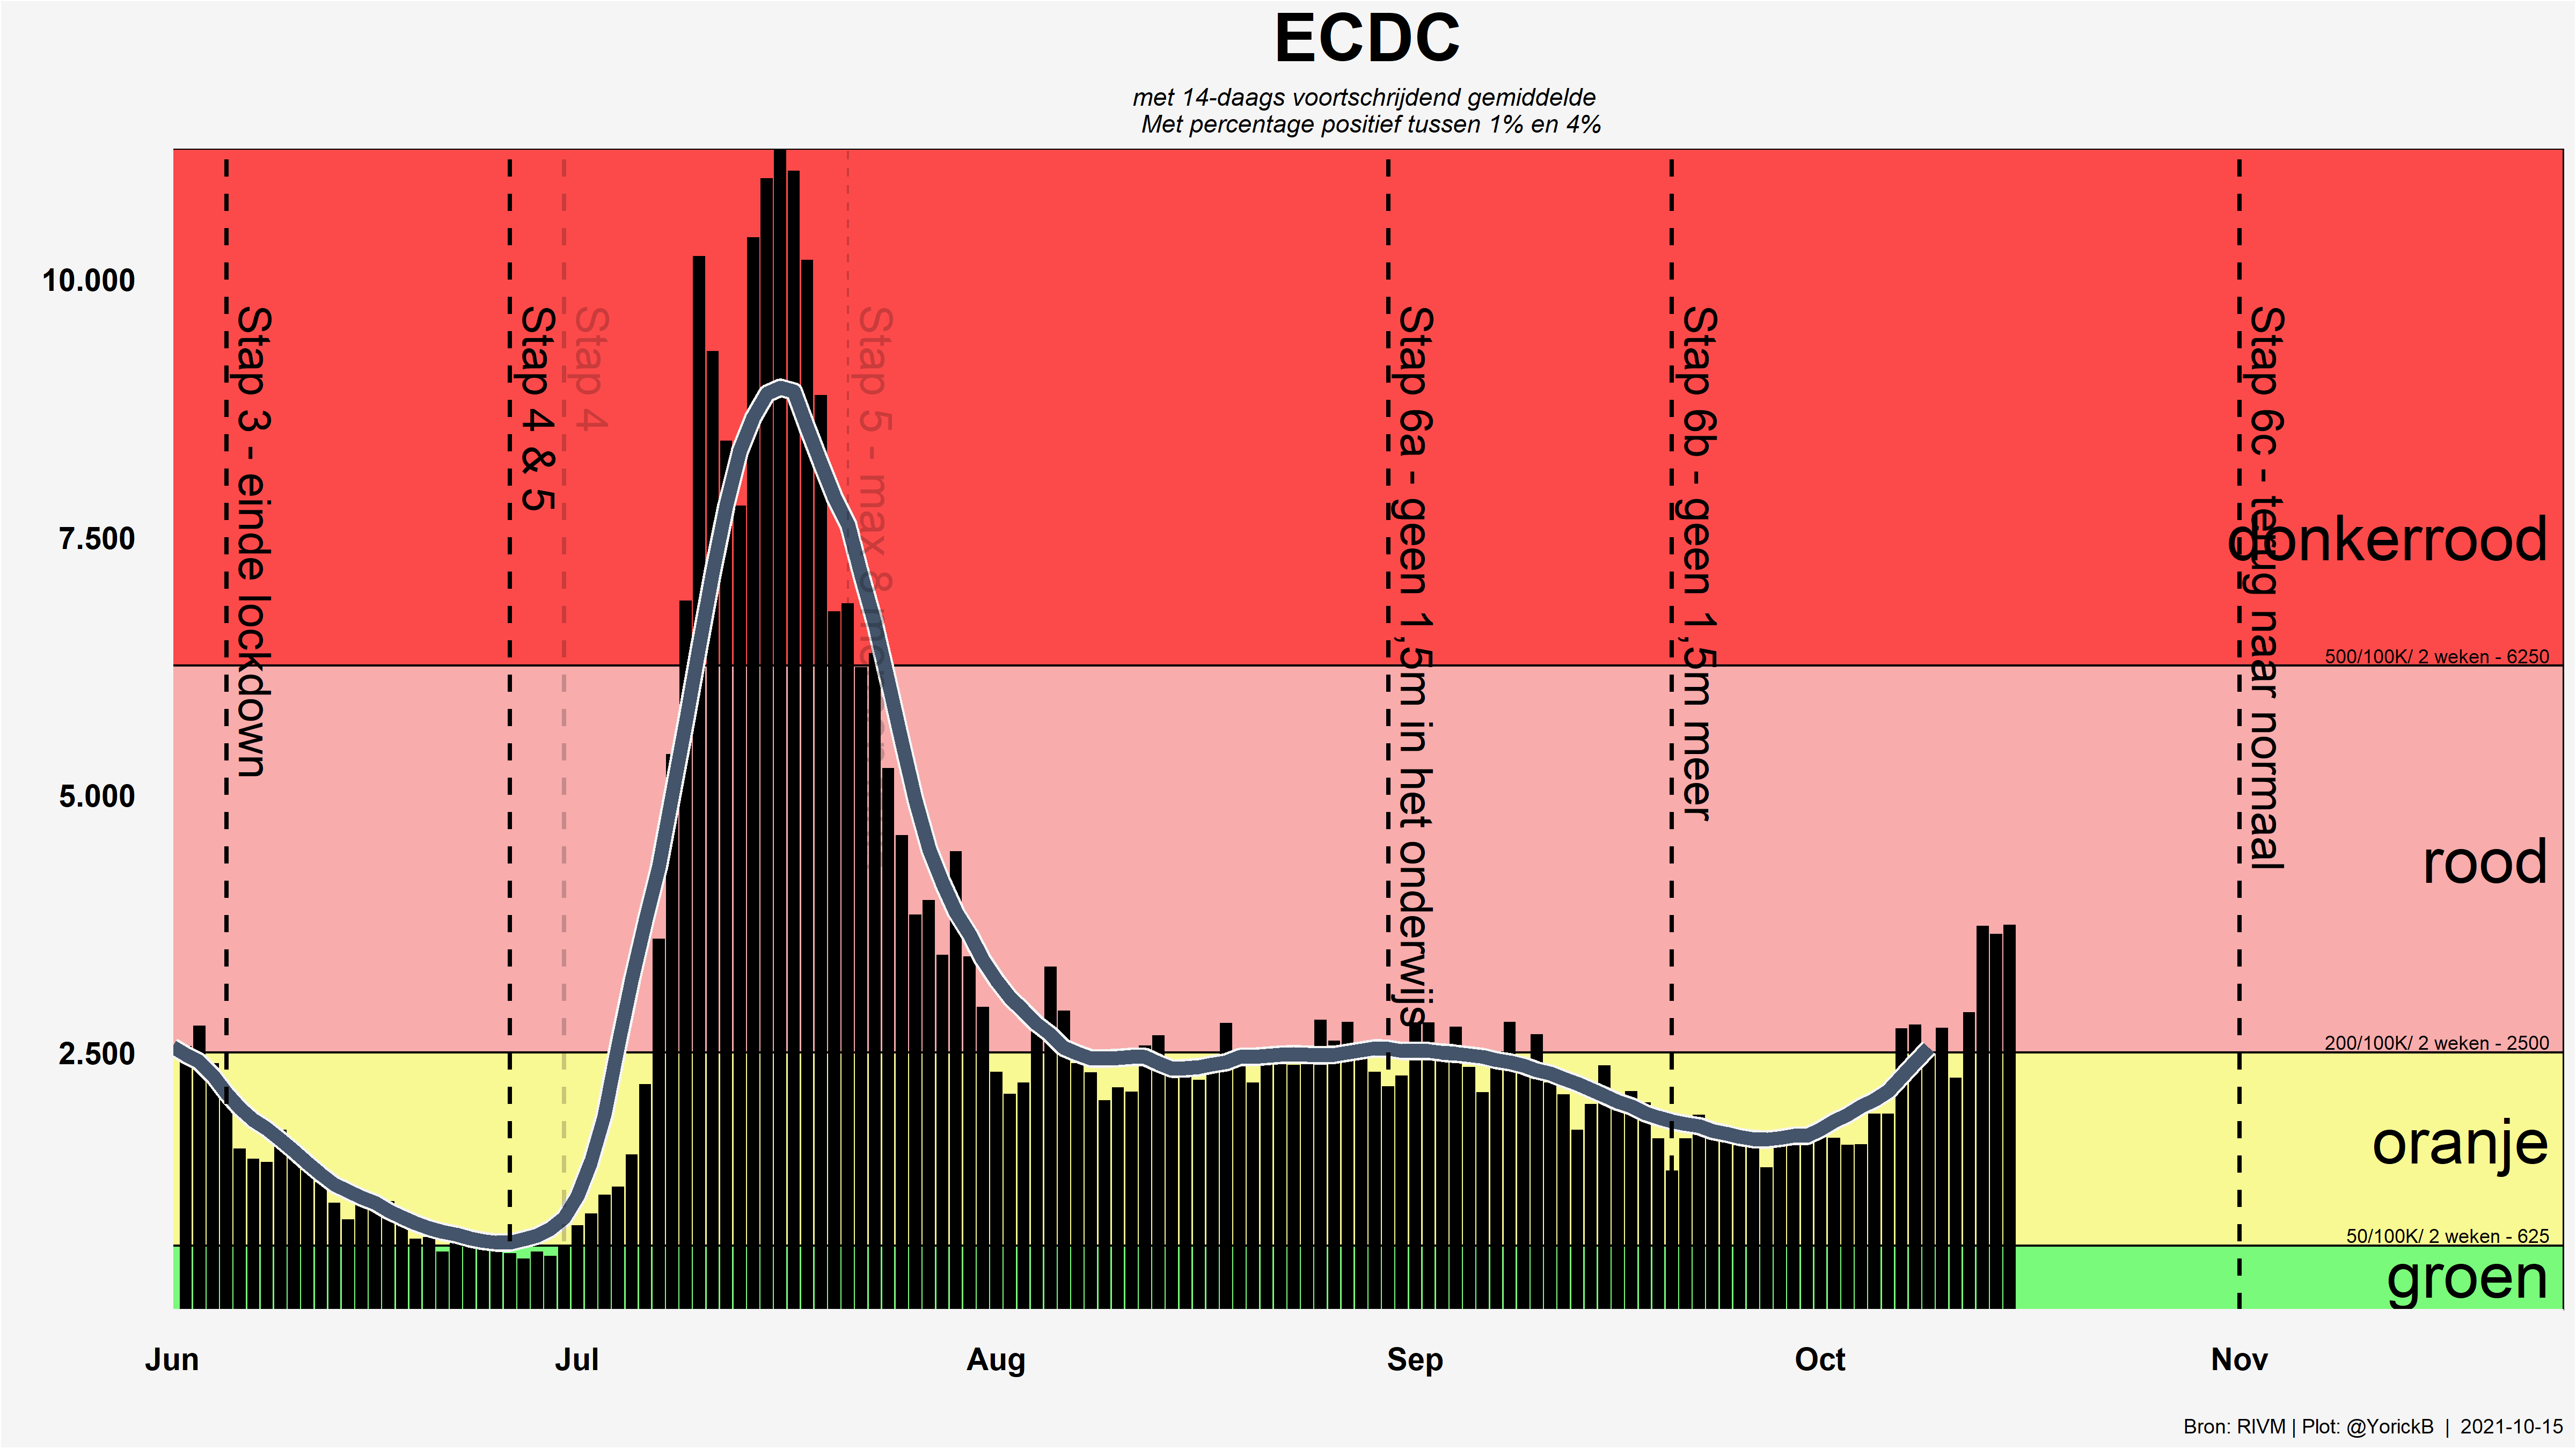 ECDC
met 14-daags voortschrijdend gemiddelde
Met percentage positief tussen 1% en 4%
10.000
7.500
5.000
2.500
Stap 3 - einde lockdown
Stap 4 & 5
Stap 4
Stap 5 - max 8
Stap 6a - geen 1,5m in het onderwijs
Stap 6b - geen 1,5m meer
Stap 6c - terug naar normaal
donkerrood
500/100K/ 2 weken - 6250
rood
200/100K/ 2 weken - 2500
oranje
50/100K/ 2 weken - 625
groen
Jun
Jul
Aug
Sep
Oct
Nov
Bron: RIVM | Plot: @YorickB | 2021-10-15